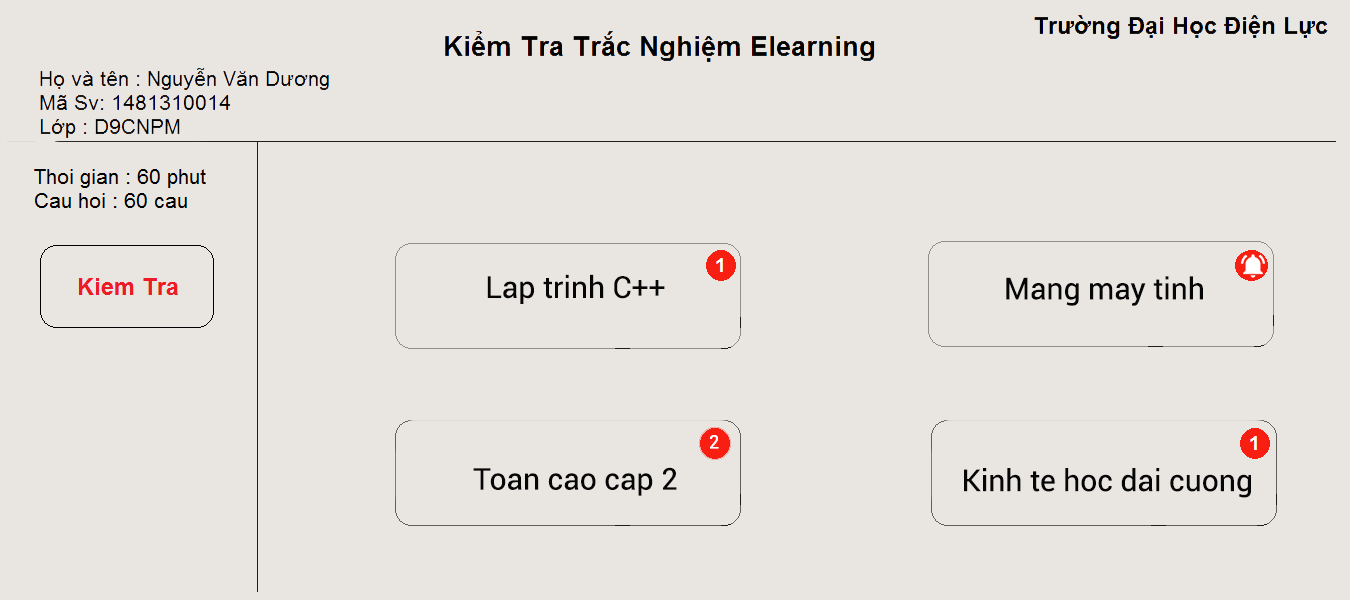 Trường Đại Học Điện Lực
Kiểm Tra Trắc Nghiệm Elearning
Họ và tên : Nguyễn Văn Dương
Mã Sv: 1481310014
Lớp : D9CNPM
Thoi gian : 60 phut
Cau hoi : 60 cau
Kiem Tra
Lap trinh C++
1
Mang may tinh
Toan cao cap 2
2
Kinh te hoc dai cuong
1